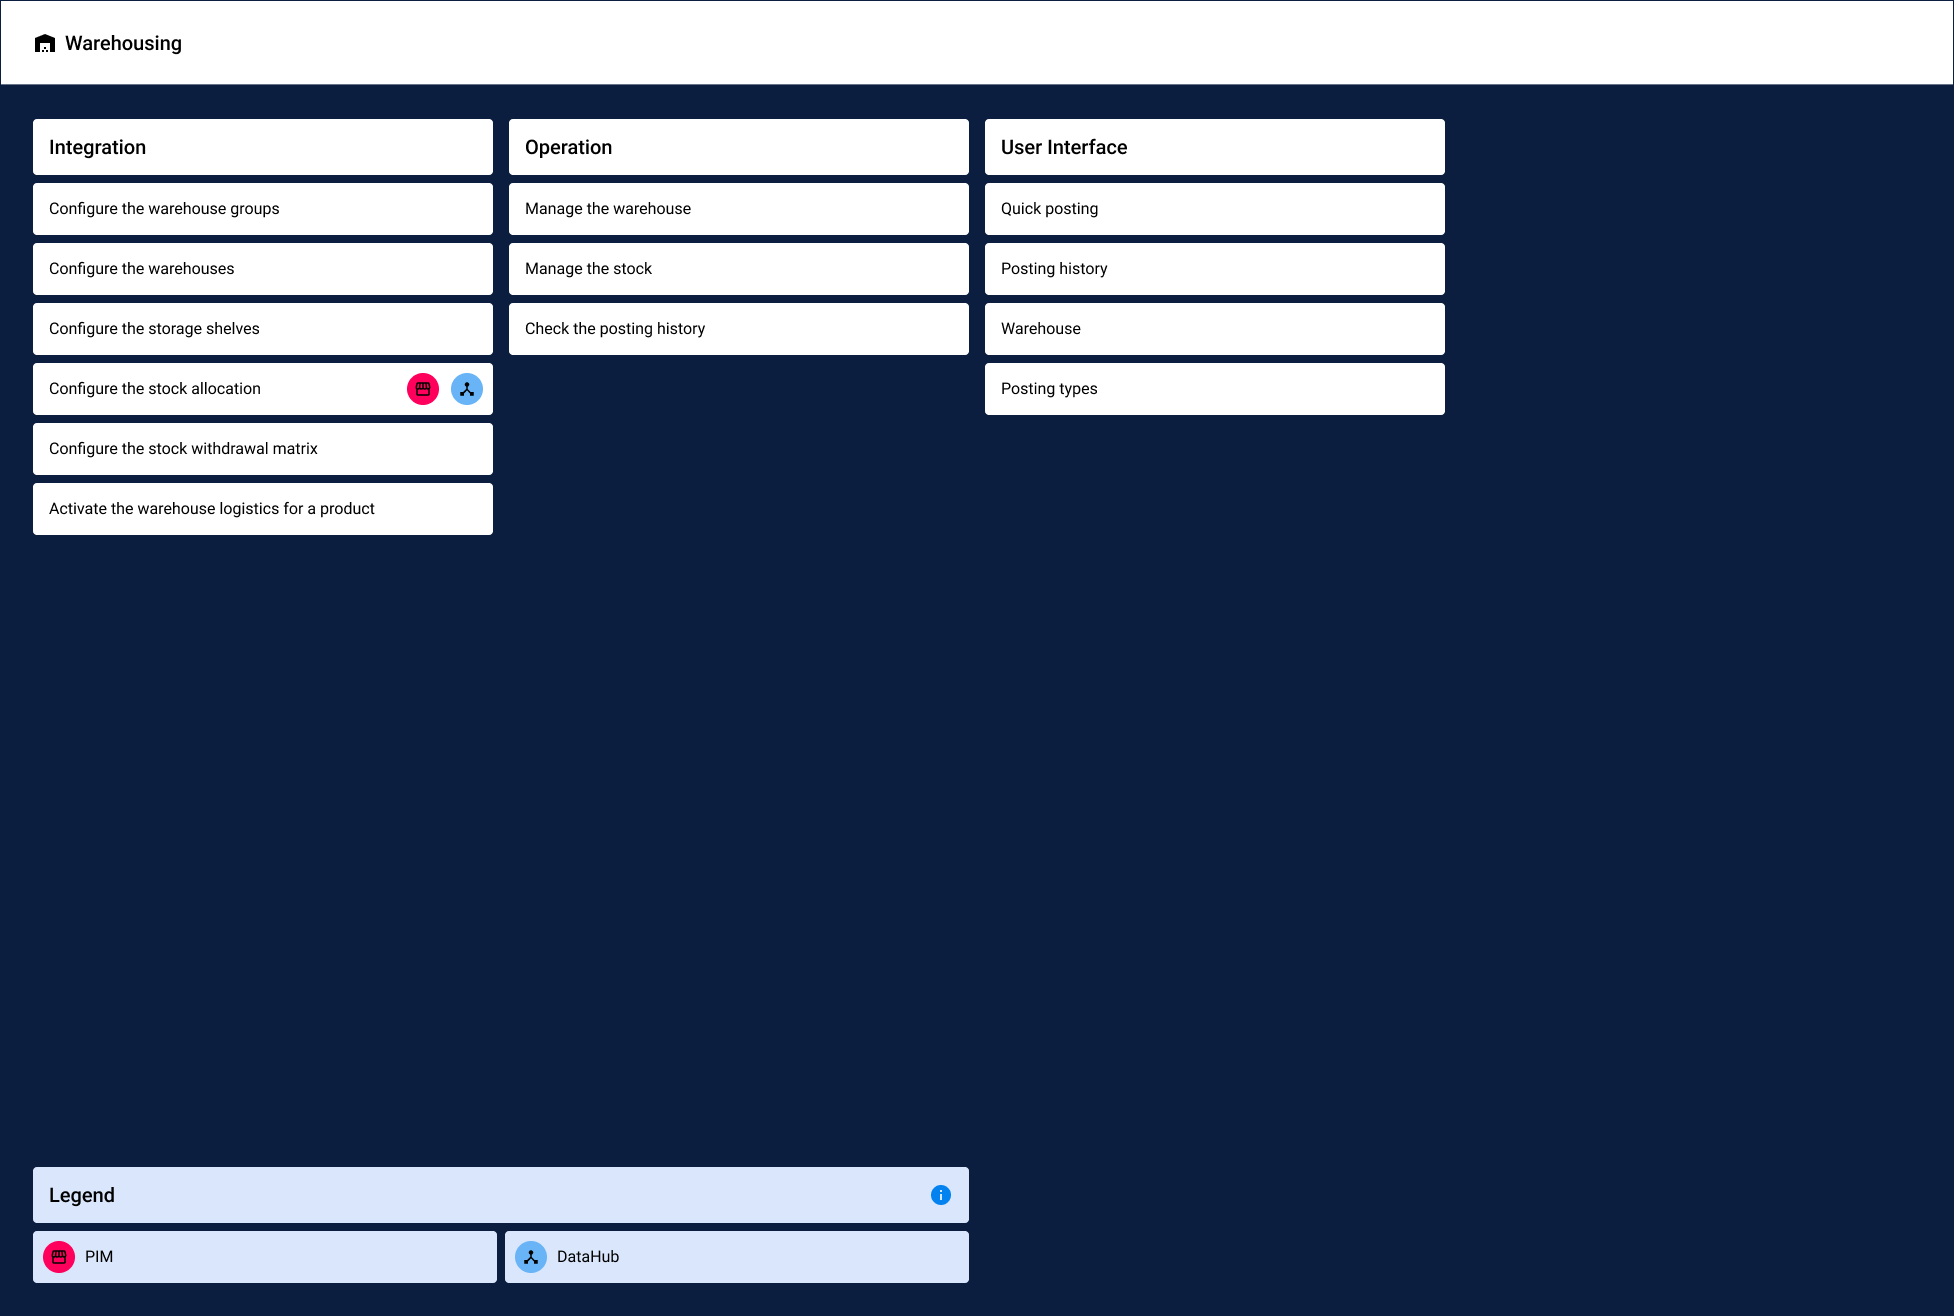 Warehousing
Integration
Configure the warehouse groups
Configure the warehouses
Configure the storage shelves
Configure the stock allocation
Configure the stock withdrawal matrix
Activate the warehouse logistics for a product
Operation
Manage the warehouse
Manage the stock
Check the posting history
User Interface
Quick posting
Posting history
Warehouse
Posting types
Legend
PIM
DataHub